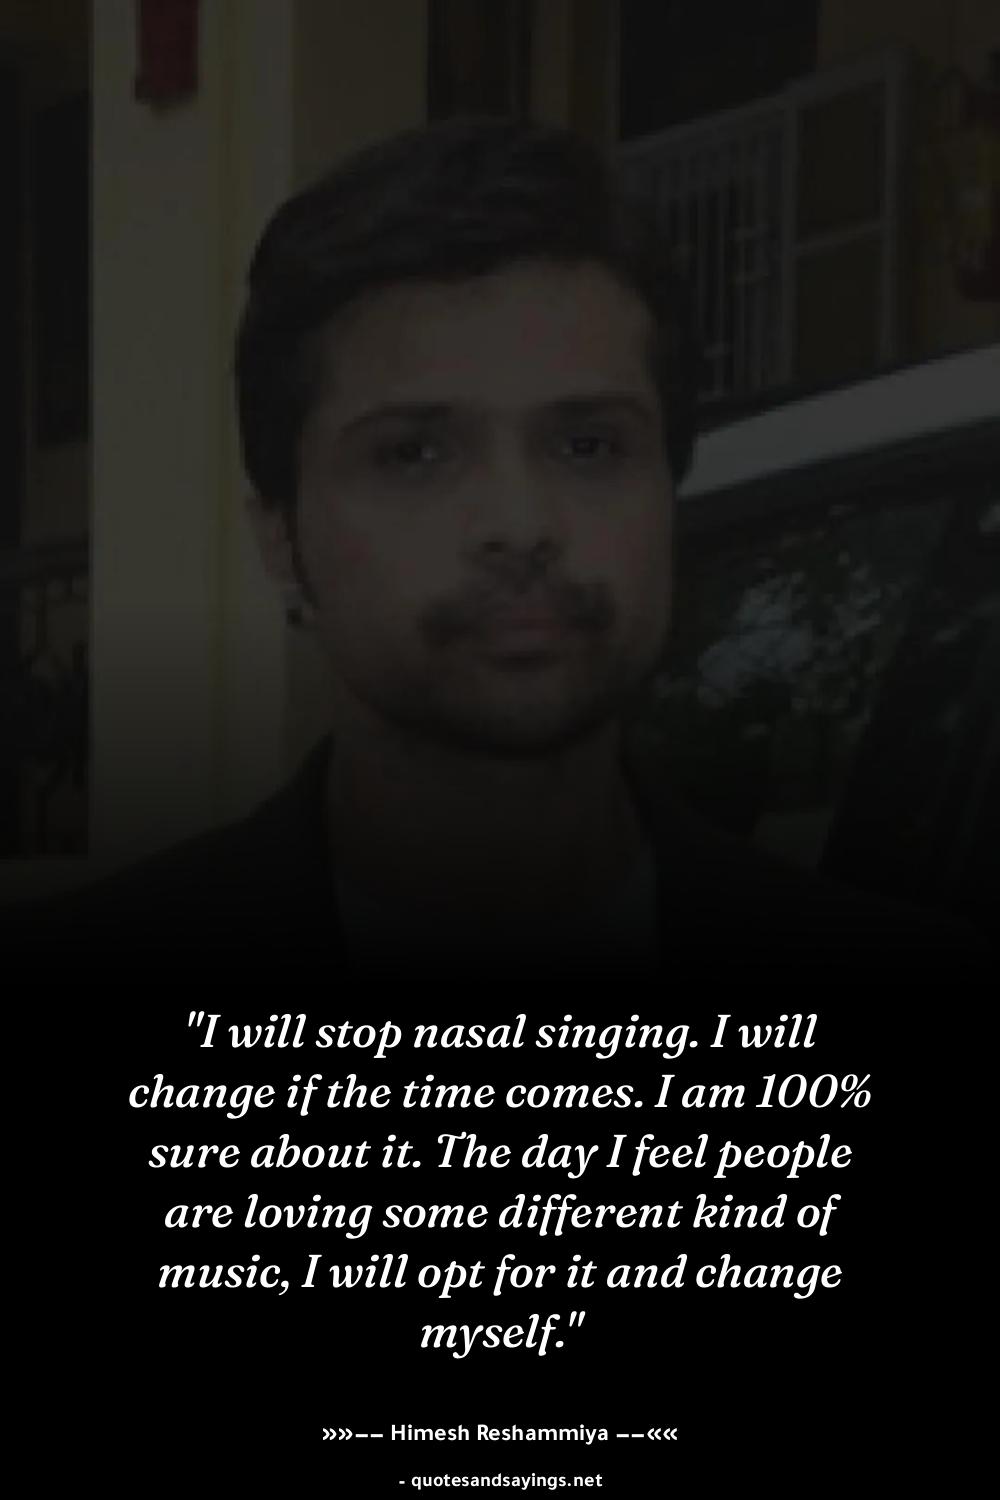 "I will stop nasal singing. I will
change if the time comes. I am 100%
sure about it. The day I feel people
are loving some different kind of
music, I will opt for it and change
myself."
»»–– Himesh Reshammiya ––««
- quotesandsayings.net